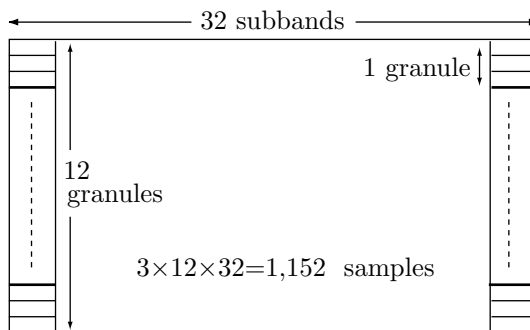 32 subbands
1 granule
12
granules
3×12×32=1,152 samples